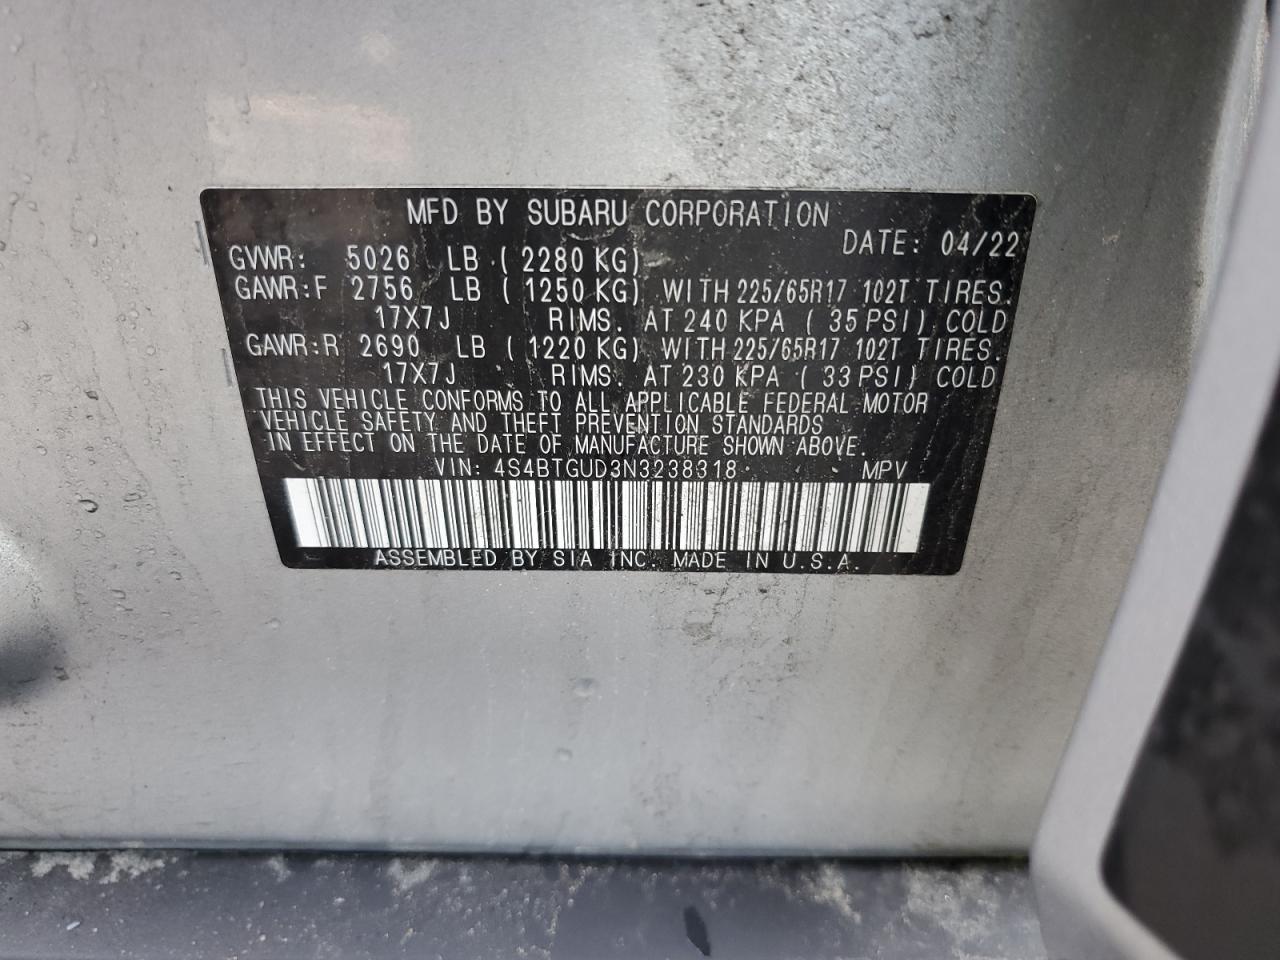 MFD BY SUBARU CORPORATION
DATE: 04/22
GVWR: 5026 LB (2280 KG)
GAWR:F 2756 LB (1250 KG) WITH 225/65R17 102T TIRES.
17X7J RIMS. AT 240 KPA (35 PSI) COLD
GAWR:R 2690 LB (1220 KG) WITH 225/65R17 102T TIRES.
17X7J RIMS. AT 230 KPA (33 PSI) COLD
THIS VEHICLE CONFORMS TO ALL APPLICABLE FEDERAL MOTOR
VEHICLE SAFETY AND THEFT PREVENTION STANDARDS
IN EFFECT ON THE DATE OF MANUFACTURE SHOWN ABOVE.
VIN: 4S4BTGUD3N3238318 MPV
ASSEMBLED BY SIA INC. MADE IN U.S.A.